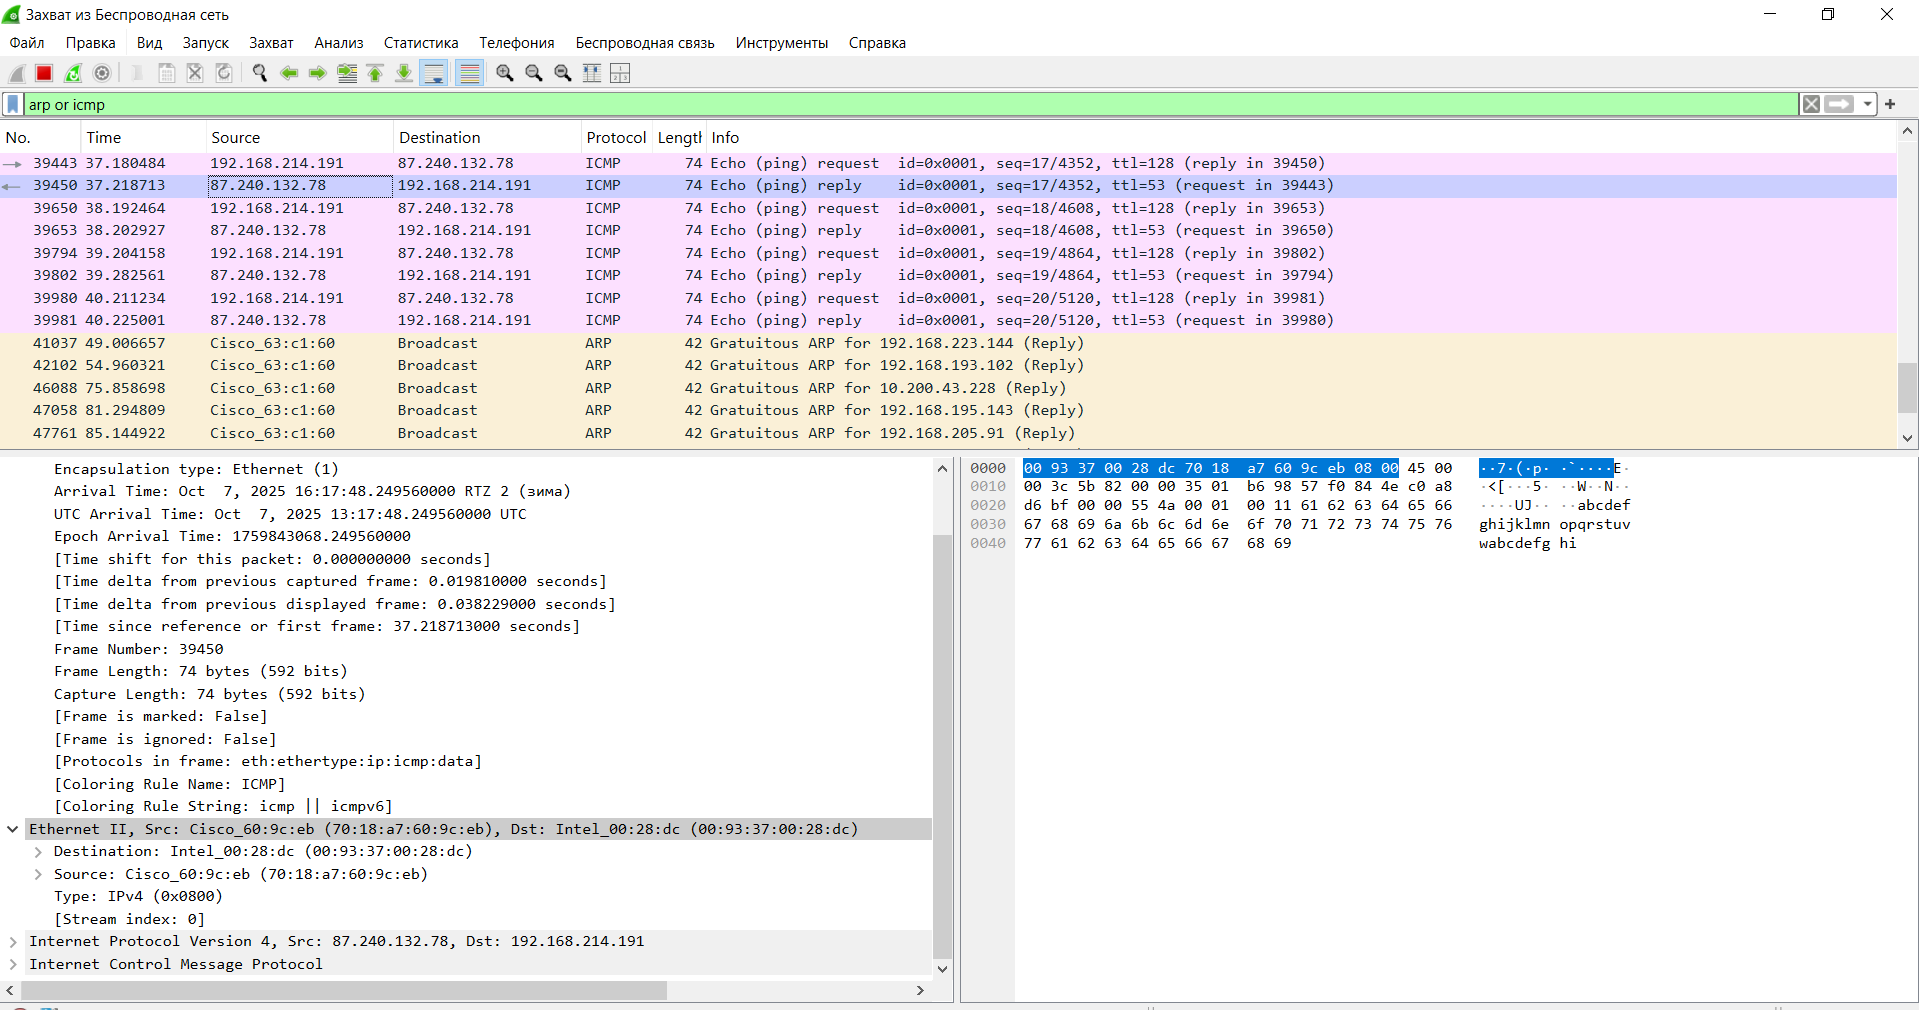 Захват из Беспроводная сеть
Файл Правка Вид Запуск Захват Анализ Статистика Телефония Беспроводная связь Инструменты Справка
arp or icmp
No. Time Source Destination Protocol Length Info
39443 37.180484 192.168.214.191 87.240.132.78 ICMP 74 Echo (ping) request id=0x0001, seq=17/4352, ttl=128 (reply in 39450)
39450 37.218713 87.240.132.78 192.168.214.191 ICMP 74 Echo (ping) reply id=0x0001, seq=17/4352, ttl=53 (request in 39443)
39650 38.192464 192.168.214.191 87.240.132.78 ICMP 74 Echo (ping) request id=0x0001, seq=18/4608, ttl=128 (reply in 39653)
39653 38.202927 87.240.132.78 192.168.214.191 ICMP 74 Echo (ping) reply id=0x0001, seq=18/4608, ttl=53 (request in 39650)
39794 39.204158 192.168.214.191 87.240.132.78 ICMP 74 Echo (ping) request id=0x0001, seq=19/4864, ttl=128 (reply in 39802)
39802 39.282561 87.240.132.78 192.168.214.191 ICMP 74 Echo (ping) reply id=0x0001, seq=19/4864, ttl=53 (request in 39794)
39980 40.211234 192.168.214.191 87.240.132.78 ICMP 74 Echo (ping) request id=0x0001, seq=20/5120, ttl=128 (reply in 39981)
39981 40.225001 87.240.132.78 192.168.214.191 ICMP 74 Echo (ping) reply id=0x0001, seq=20/5120, ttl=53 (request in 39980)
41037 49.006657 Cisco_63:c1:60 Broadcast ARP 42 Gratuitous ARP for 192.168.223.144 (Reply)
42102 54.960321 Cisco_63:c1:60 Broadcast ARP 42 Gratuitous ARP for 192.168.193.102 (Reply)
46088 75.858698 Cisco_63:c1:60 Broadcast ARP 42 Gratuitous ARP for 10.200.43.228 (Reply)
47058 81.294809 Cisco_63:c1:60 Broadcast ARP 42 Gratuitous ARP for 192.168.195.143 (Reply)
47761 85.144922 Cisco_63:c1:60 Broadcast ARP 42 Gratuitous ARP for 192.168.205.91 (Reply)
Encapsulation type: Ethernet (1)
Arrival Time: Oct  7, 2025 16:17:48.249560000 RTZ 2 (зима)
UTC Arrival Time: Oct  7, 2025 13:17:48.249560000 UTC
Epoch Arrival Time: 1759843068.249560000
[Time shift for this packet: 0.000000000 seconds]
[Time delta from previous captured frame: 0.019810000 seconds]
[Time delta from previous displayed frame: 0.038229000 seconds]
[Time since reference or first frame: 37.218713000 seconds]
Frame Number: 39450
Frame Length: 74 bytes (592 bits)
Capture Length: 74 bytes (592 bits)
[Frame is marked: False]
[Frame is ignored: False]
[Protocols in frame: eth:ethertype:ip:icmp:data]
[Coloring Rule Name: ICMP]
[Coloring Rule String: icmp || icmpv6]
Ethernet II, Src: Cisco_60:9c:eb (70:18:a7:60:9c:eb), Dst: Intel_00:28:dc (00:93:37:00:28:dc)
Destination: Intel_00:28:dc (00:93:37:00:28:dc)
Source: Cisco_60:9c:eb (70:18:a7:60:9c:eb)
Type: IPv4 (0x0800)
[Stream index: 0]
Internet Protocol Version 4, Src: 87.240.132.78, Dst: 192.168.214.191
Internet Control Message Protocol
0000 00 93 37 00 28 dc 70 18 a7 60 9c eb 08 00 45 00 ··7·(·p· ·`····E·
0010 00 3c 5b 82 00 00 35 01 b6 98 57 f0 84 4e c0 a8 ·<[···5· ··W··N··
0020 d6 bf 00 00 55 4a 00 01 00 11 61 62 63 64 65 66 ····UJ·· ··abcdef
0030 67 68 69 6a 6b 6c 6d 6e 6f 70 71 72 73 74 75 76 ghijklmn opqrstuv
0040 77 61 62 63 64 65 66 67 68 69 wabcdefg hi